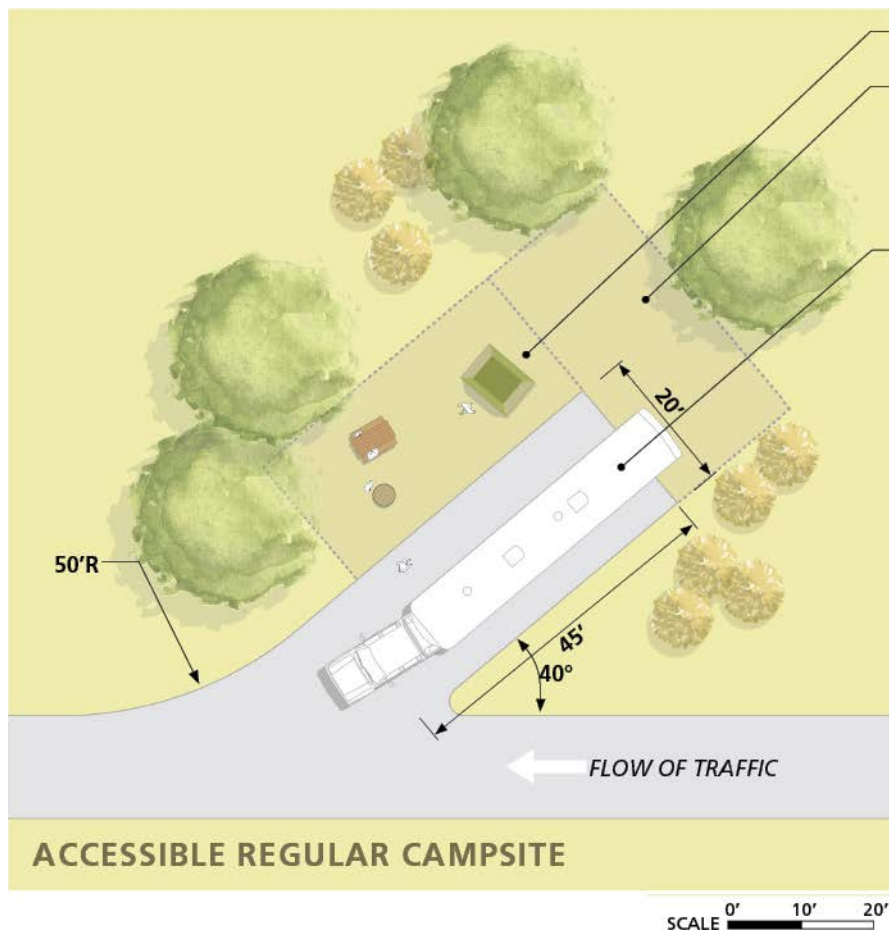 20'
50'R
45'
40°
FLOW OF TRAFFIC
ACCESSIBLE REGULAR CAMPSITE
SCALE 0' 10' 20'